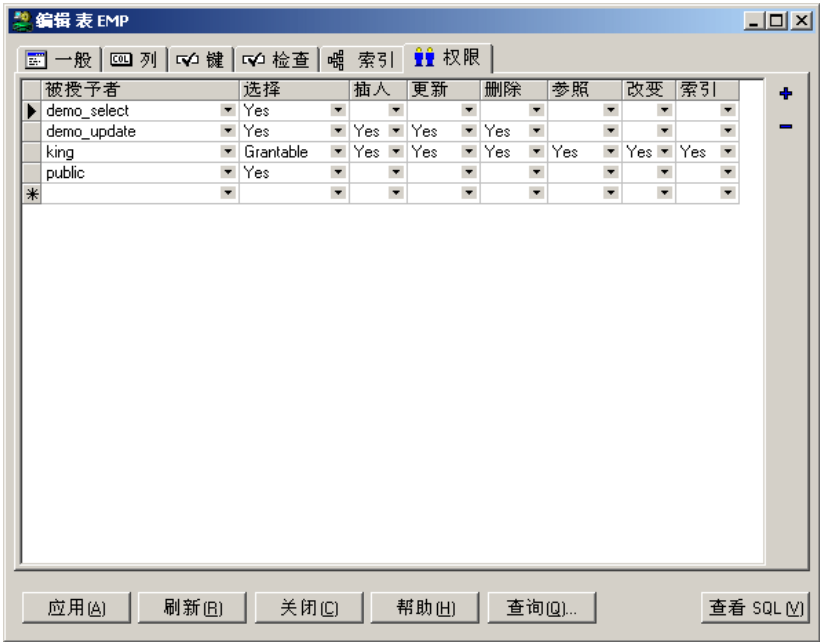 编辑 表 EMP
一般 COL 列 键 检查 索引 权限
被授予者 选择 插入 更新 删除 参照 改变 索引
demo_select Yes
demo_update Yes Yes Yes Yes
king Grantable Yes Yes Yes Yes Yes Yes
public Yes
应用(A) 刷新(R) 关闭(C) 帮助(H) 查询(Q)... 查看 SQL(V)